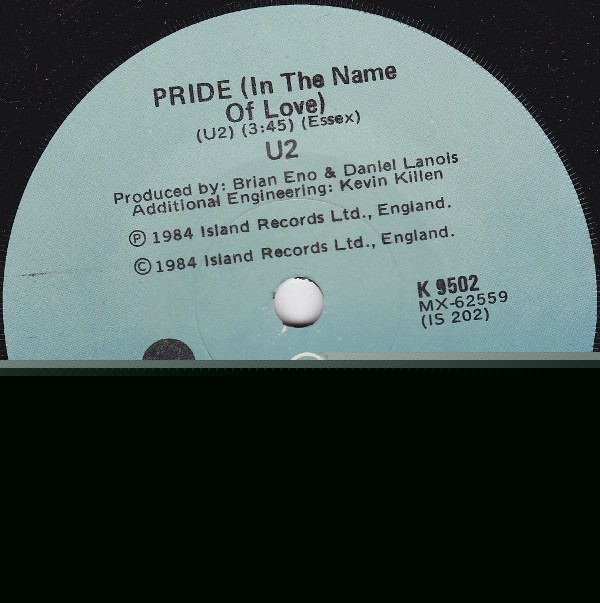 PRIDE (In The Name
Of Love)
(U2) (3:45) (Essex)
U2
Produced by: Brian Eno & Daniel Lanois
Additional Engineering: Kevin Killen
Ⓟ 1984 Island Records Ltd., England.
© 1984 Island Records Ltd., England.
K 9502
MX-62559
(IS 202)